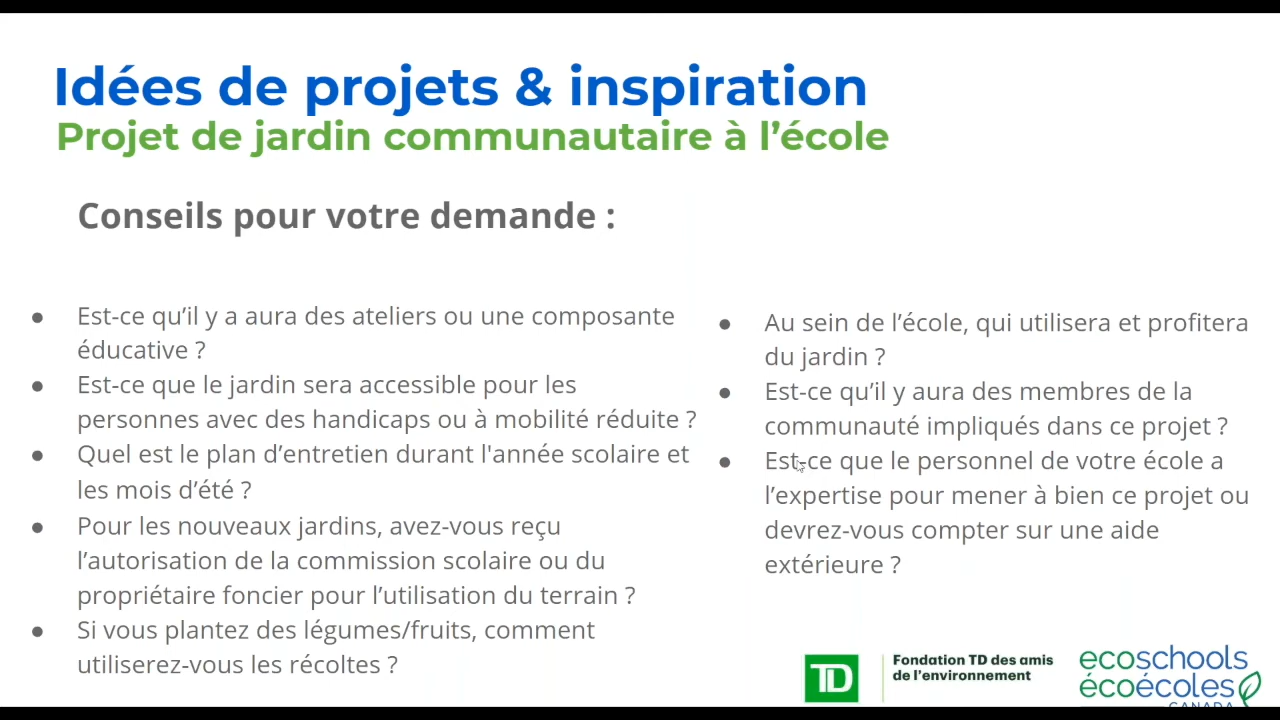 Idées de projets & inspiration
Projet de jardin communautaire à l’école
Conseils pour votre demande :
● Est-ce qu’il y a aura des ateliers ou une composante
éducative ?
● Est-ce que le jardin sera accessible pour les
personnes avec des handicaps ou à mobilité réduite ?
● Quel est le plan d’entretien durant l'année scolaire et
les mois d’été ?
● Pour les nouveaux jardins, avez-vous reçu
l’autorisation de la commission scolaire ou du
propriétaire foncier pour l’utilisation du terrain ?
● Si vous plantez des légumes/fruits, comment
utiliserez-vous les récoltes ?
● Au sein de l’école, qui utilisera et profitera
du jardin ?
● Est-ce qu’il y aura des membres de la
communauté impliqués dans ce projet ?
● Est-ce que le personnel de votre école a
l’expertise pour mener à bien ce projet ou
devrez-vous compter sur une aide
extérieure ?
TD
Fondation TD des amis
de l’environnement
ecoschools
écoécoles
CANADA